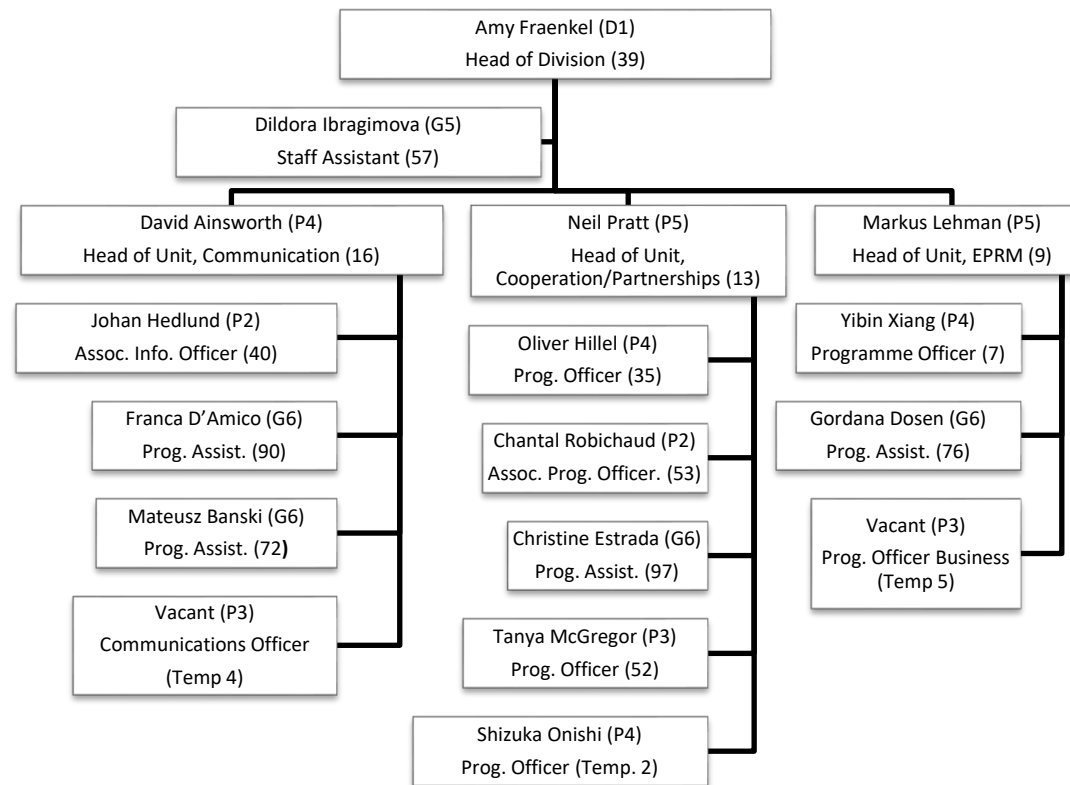 Amy Fraenkel (D1)
Head of Division (39)
Dildora Ibragimova (G5)
Staff Assistant (57)
David Ainsworth (P4)
Head of Unit, Communication (16)
Johan Hedlund (P2)
Assoc. Info. Officer (40)
Franca D’Amico (G6)
Prog. Assist. (90)
Mateusz Banski (G6)
Prog. Assist. (72)
Vacant (P3)
Communications Officer
(Temp 4)
Neil Pratt (P5)
Head of Unit,
Cooperation/Partnerships (13)
Oliver Hillel (P4)
Prog. Officer (35)
Chantal Robichaud (P2)
Assoc. Prog. Officer. (53)
Christine Estrada (G6)
Prog. Assist. (97)
Tanya McGregor (P3)
Prog. Officer (52)
Shizuka Onishi (P4)
Prog. Officer (Temp. 2)
Markus Lehman (P5)
Head of Unit, EPRM (9)
Yibin Xiang (P4)
Programme Officer (7)
Gordana Dosen (G6)
Prog. Assist. (76)
Vacant (P3)
Prog. Officer Business
(Temp 5)